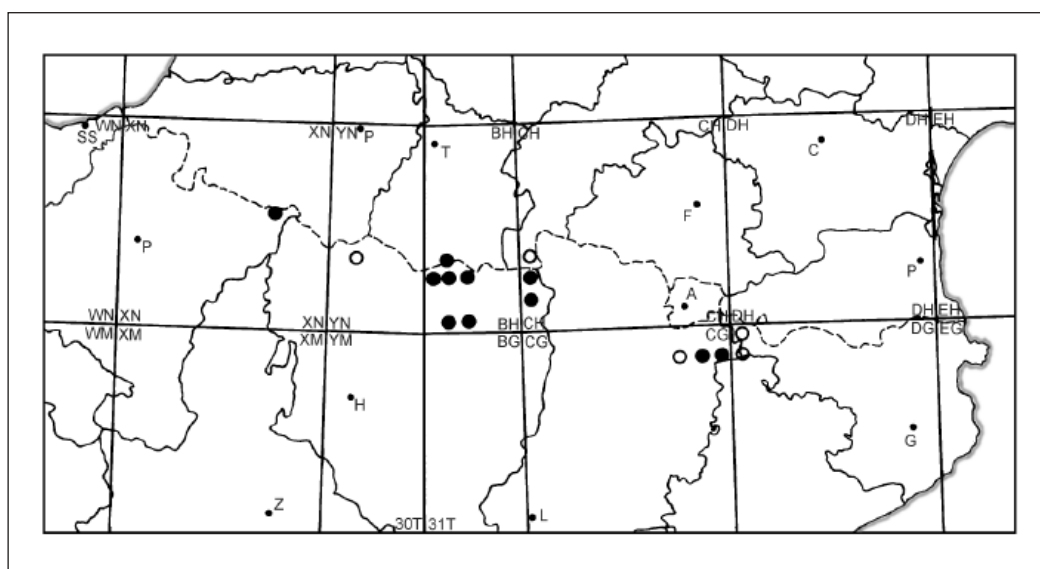 WN XN
SS
XN YN
P
T
BH CH
CH DH
C
DH EH
F
P
P
A
WN XN
WM XM
XN YN
XM YM
BH CH
BG CG
CH DH
CG
DH EH
DG EG
H
G
Z
30T 31T
L